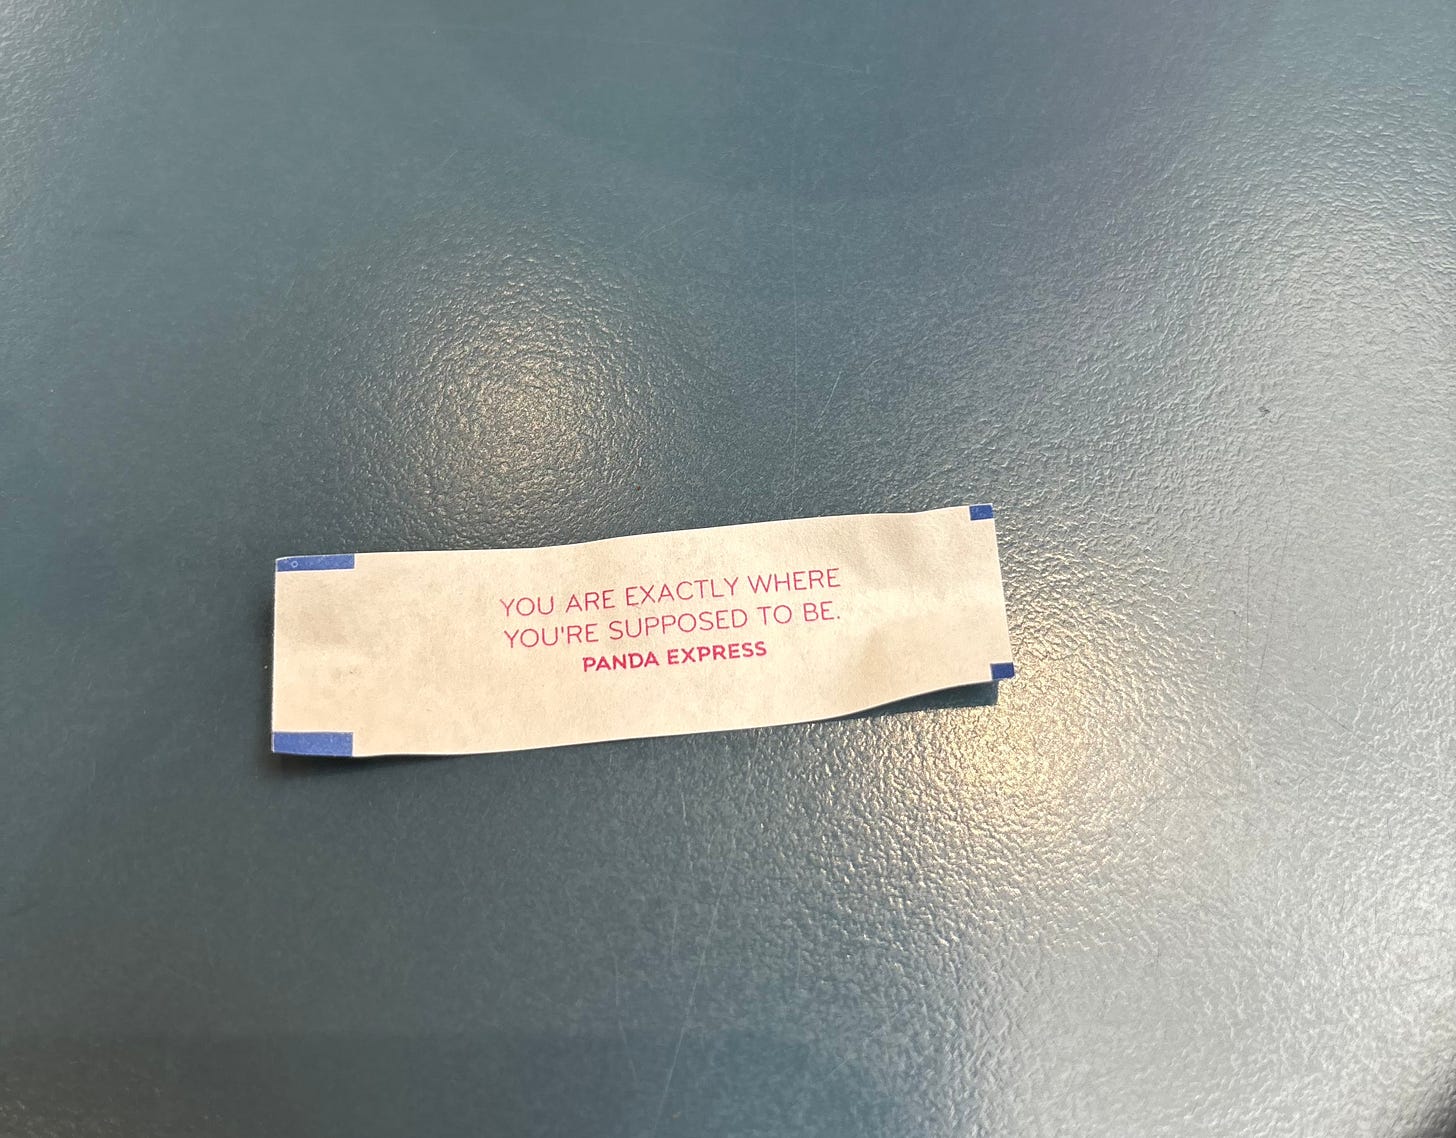 YOU ARE EXACTLY WHERE
YOU'RE SUPPOSED TO BE.
PANDA EXPRESS